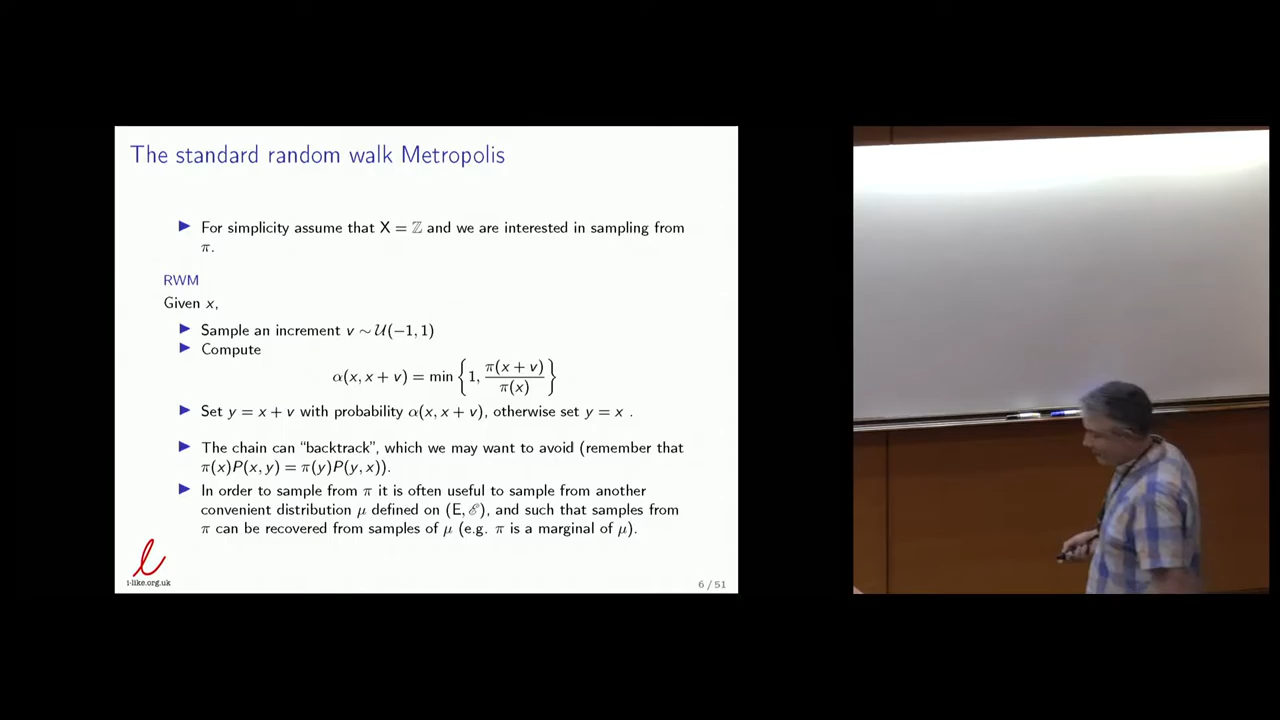 The standard random walk Metropolis
▶ For simplicity assume that X = ℤ and we are interested in sampling from
π.
RWM
Given x,
▶ Sample an increment v ∼ 𝒰(−1, 1)
▶ Compute
α(x, x + v) = min { 1, π(x + v) / π(x) }
▶ Set y = x + v with probability α(x, x + v), otherwise set y = x .
▶ The chain can “backtrack”, which we may want to avoid (remember that
π(x)P(x, y) = π(y)P(y, x)).
▶ In order to sample from π it is often useful to sample from another
convenient distribution μ defined on (E, ℰ), and such that samples from
π can be recovered from samples of μ (e.g. π is a marginal of μ).
i-like.org.uk
6 / 51